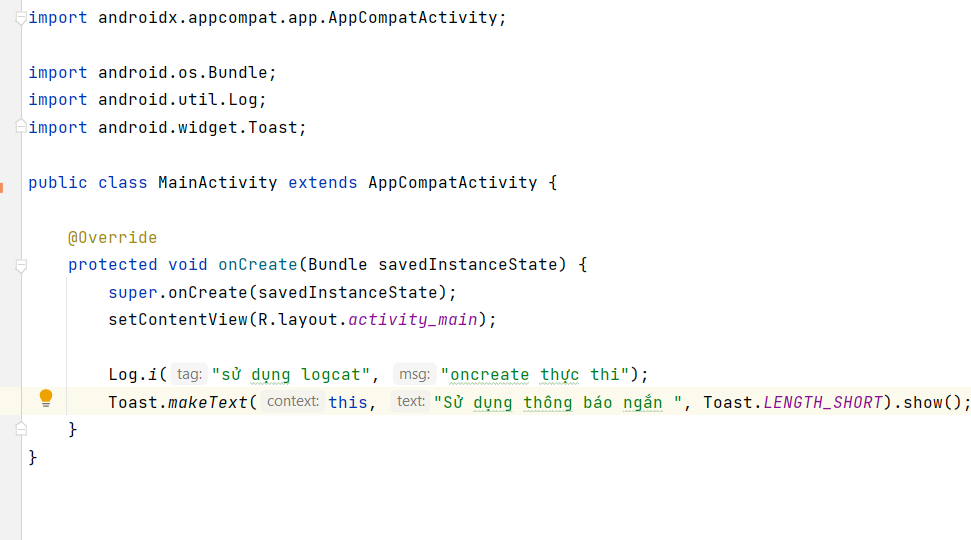 import androidx.appcompat.app.AppCompatActivity;
import android.os.Bundle;
import android.util.Log;
import android.widget.Toast;
public class MainActivity extends AppCompatActivity {
@Override
protected void onCreate(Bundle savedInstanceState) {
super.onCreate(savedInstanceState);
setContentView(R.layout.activity_main);
Log.i( tag: "sử dụng logcat", msg: "oncreate thực thi");
Toast.makeText( context: this, text: "Sử dụng thông báo ngắn ", Toast.LENGTH_SHORT).show();
}
}